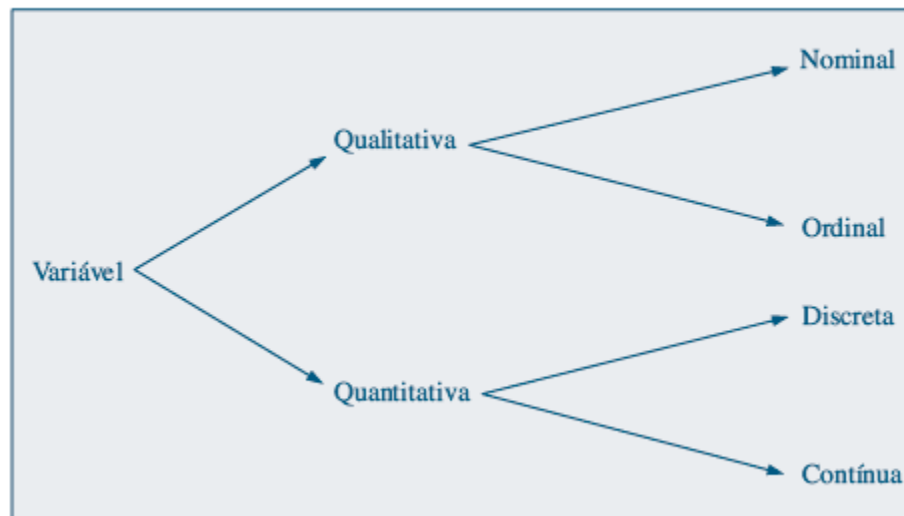 Nominal
Qualitativa
Ordinal
Variável
Discreta
Quantitativa
Contínua